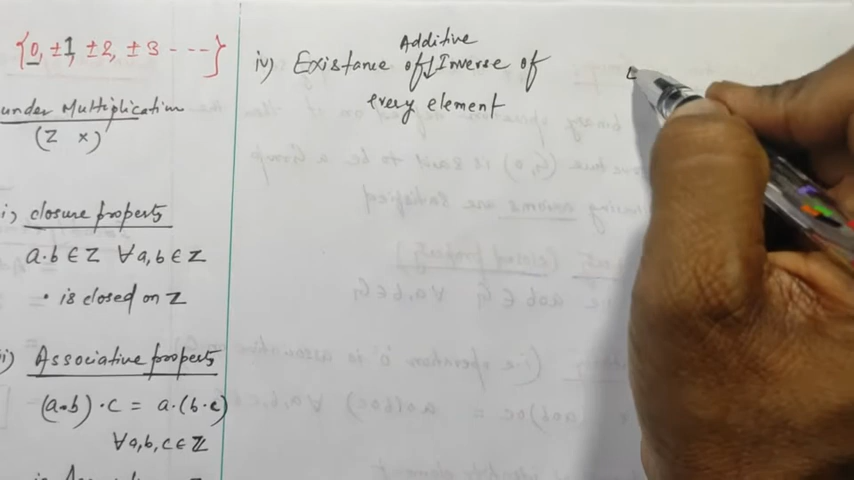 {0, ±1, ±2, ±3 ----}
under Multiplication
(Z ×)
i) closure property
a·b ∈ Z ∀a,b ∈ Z
· is closed on Z
ii) Associative property
(a·b)·c = a·(b·c)
∀a,b,c ∈ Z
iv) Existance of Additive Inverse of
every element